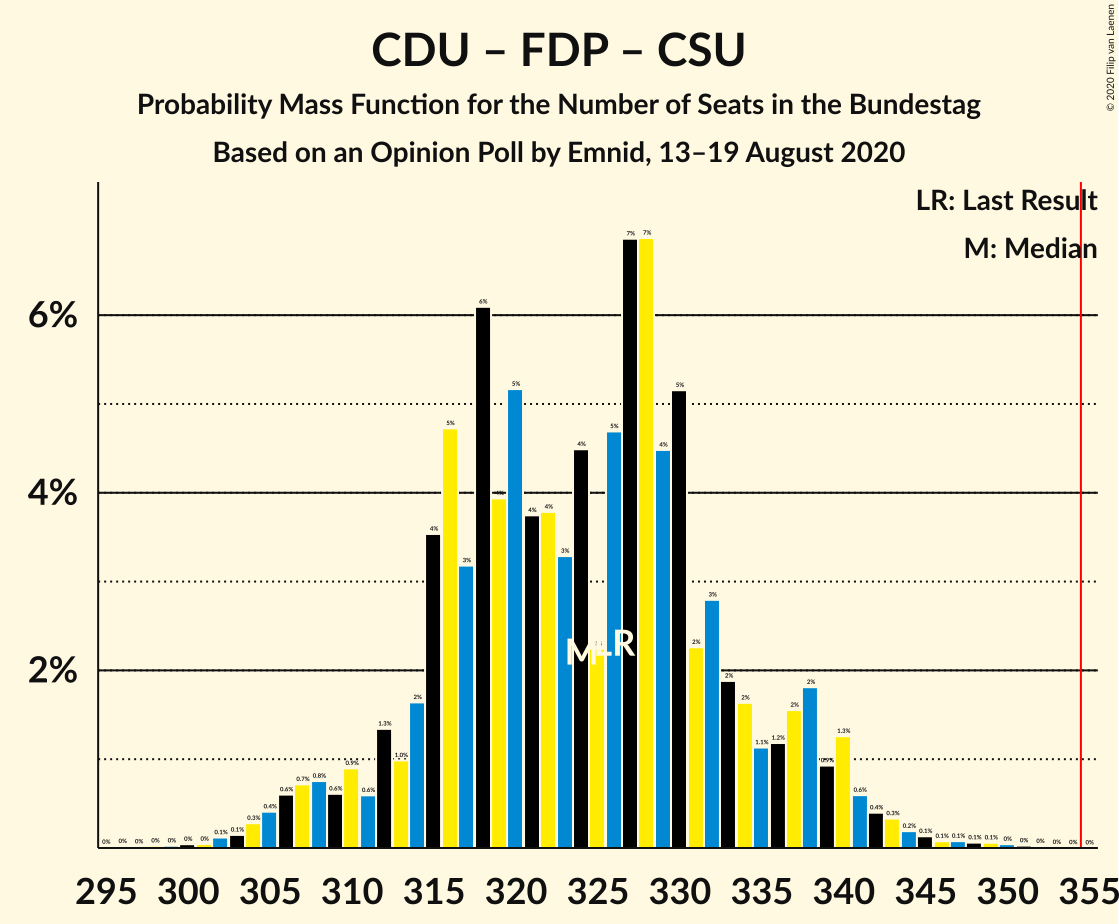 CDU – FDP – CSU
Probability Mass Function for the Number of Seats in the Bundestag
Based on an Opinion Poll by Emnid, 13–19 August 2020
© 2020 Filip van Laenen
LR: Last Result
M: Median
6%
4%
2%
0% 0% 0% 0% 0% 0% 0% 0.1% 0.1% 0.3% 0.4% 0.6% 0.7% 0.8% 0.6% 0.9% 0.6% 1.3% 1.0% 2% 4% 5% 3% 6% 4% 5% 4% 4% 3% 4% 2% 5% 7% 7% 4% 5% 2% 3% 2% 2% 1.1% 1.2% 2% 2% 0.9% 1.3% 0.6% 0.4% 0.3% 0.2% 0.1% 0.1% 0.1% 0.1% 0.1% 0% 0% 0% 0% 0% 0%
M LR
295 300 305 310 315 320 325 330 335 340 345 350 355